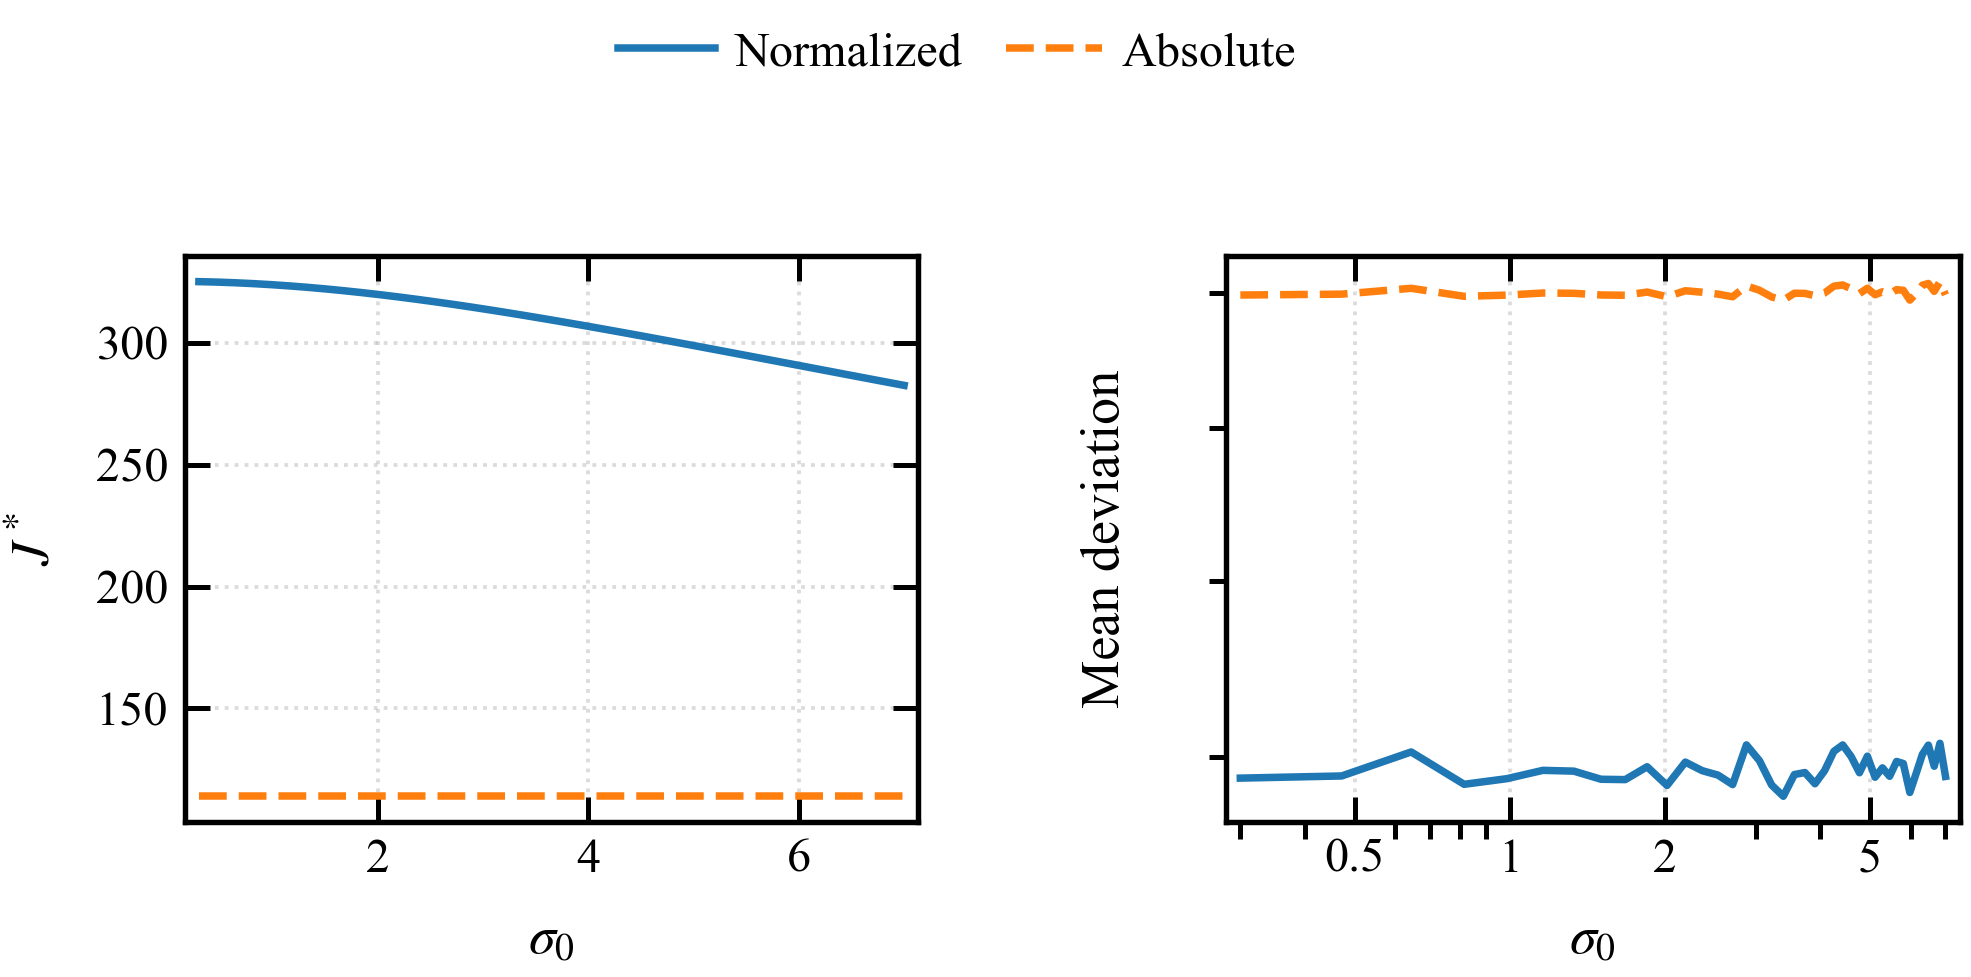 Normalized Absolute
300
250
200
150
J*
2 4 6
σ0
Mean deviation
0.5 1 2 5
σ0